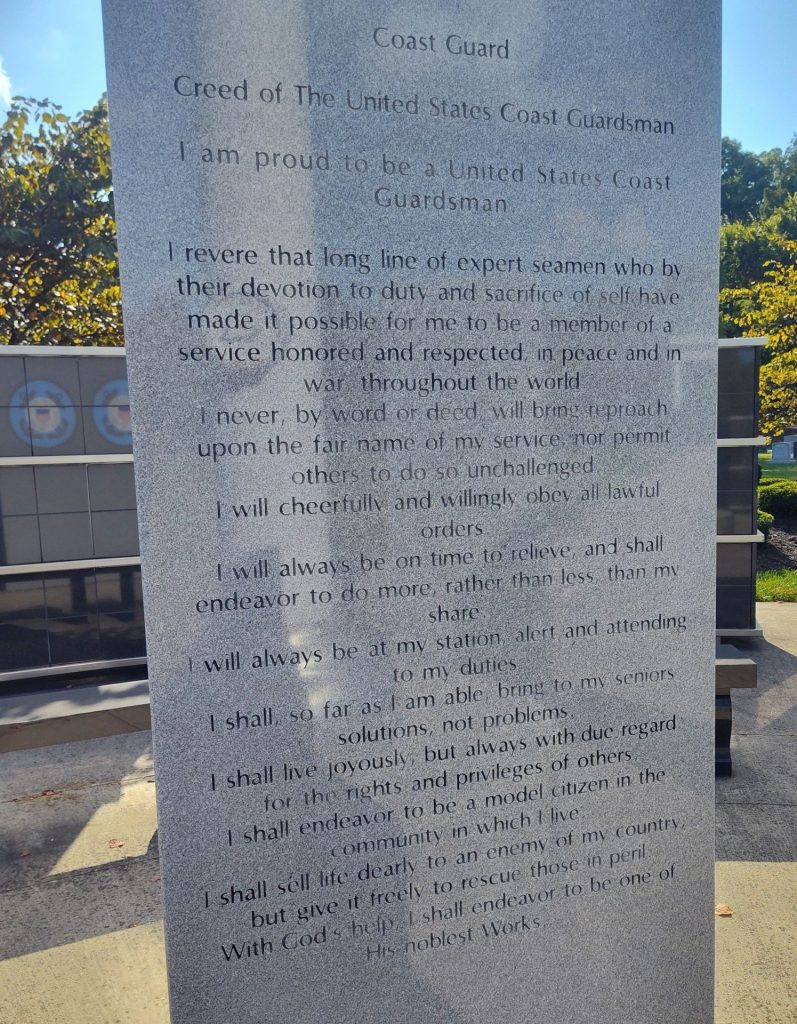 Coast Guard
Creed of The United States Coast Guardsman
I am proud to be a United States Coast
Guardsman
I revere that long line of expert seamen who by
their devotion to duty and sacrifice of self have
made it possible for me to be a member of a
service honored and respected, in peace and in
war, throughout the world
I never, by word or deed, will bring reproach
upon the fair name of my service, nor permit
others to do so unchallenged.
I will cheerfully and willingly obey all lawful
orders.
I will always be on time to relieve, and shall
endeavor to do more, rather than less, than my
share.
I will always be at my station, alert and attending
to my duties.
I shall, so far as I am able, bring to my seniors
solutions, not problems.
I shall live joyously, but always with due regard
for the rights and privileges of others.
I shall endeavor to be a model citizen in the
community in which I live.
I shall sell life dearly to an enemy of my country,
but give it freely to rescue those in peril.
With God's help, I shall endeavor to be one of
His noblest Works...